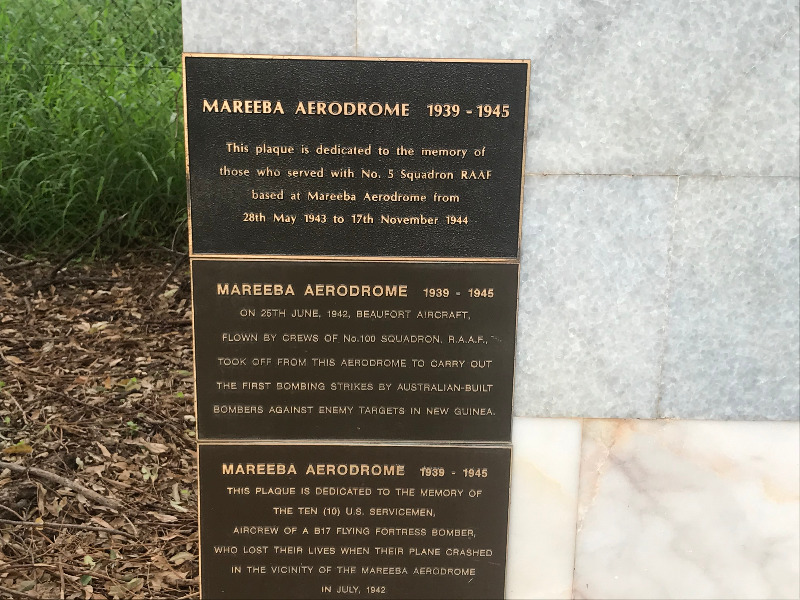 MAREEBA AERODROME 1939 - 1945
This plaque is dedicated to the memory of
those who served with No. 5 Squadron RAAF
based at Mareeba Aerodrome from
28th May 1943 to 17th November 1944
MAREEBA AERODROME 1939 - 1945
ON 25TH JUNE, 1942, BEAUFORT AIRCRAFT,
FLOWN BY CREWS OF No.100 SQUADRON, R.A.A.F.,
TOOK OFF FROM THIS AERODROME TO CARRY OUT
THE FIRST BOMBING STRIKES BY AUSTRALIAN-BUILT
BOMBERS AGAINST ENEMY TARGETS IN NEW GUINEA.
MAREEBA AERODROME 1939 - 1945
THIS PLAQUE IS DEDICATED TO THE MEMORY OF
THE TEN (10) U.S. SERVICEMEN,
AIRCREW OF A B17 FLYING FORTRESS BOMBER,
WHO LOST THEIR LIVES WHEN THEIR PLANE CRASHED
IN THE VICINITY OF THE MAREEBA AERODROME
IN JULY, 1942